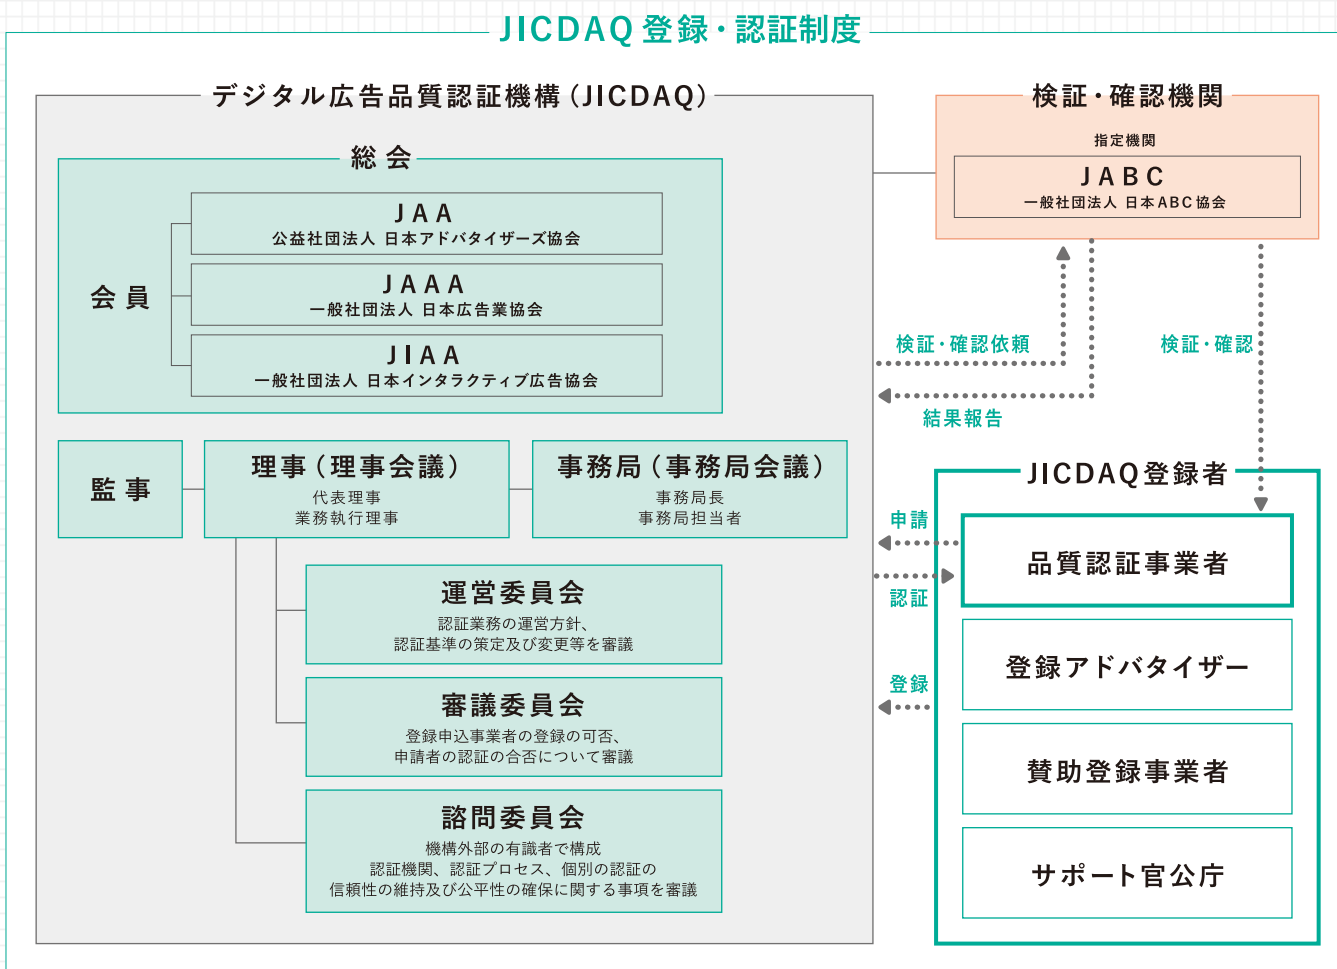 JICDAQ 登録・認証制度
デジタル広告品質認証機構（JICDAQ）
総会
会員
JAA
公益社団法人 日本アドバタイザーズ協会
JAAA
一般社団法人 日本広告業協会
JIAA
一般社団法人 日本インタラクティブ広告協会
監事
理事（理事会議）
代表理事
業務執行理事
事務局（事務局会議）
事務局長
事務局担当者
運営委員会
認証業務の運営方針、
認証基準の策定及び変更等を審議
審議委員会
登録申込事業者の登録の可否、
申請者の認証の合否について審議
諮問委員会
機構外部の有識者で構成
認証機関、認証プロセス、個別の認証の
信頼性の維持及び公平性の確保に関する事項を審議
検証・確認機関
指定機関
JABC
一般社団法人 日本ABC協会
検証・確認依頼
結果報告
検証・確認
申請
認証
登録
JICDAQ登録者
品質認証事業者
登録アドバタイザー
賛助登録事業者
サポート官公庁